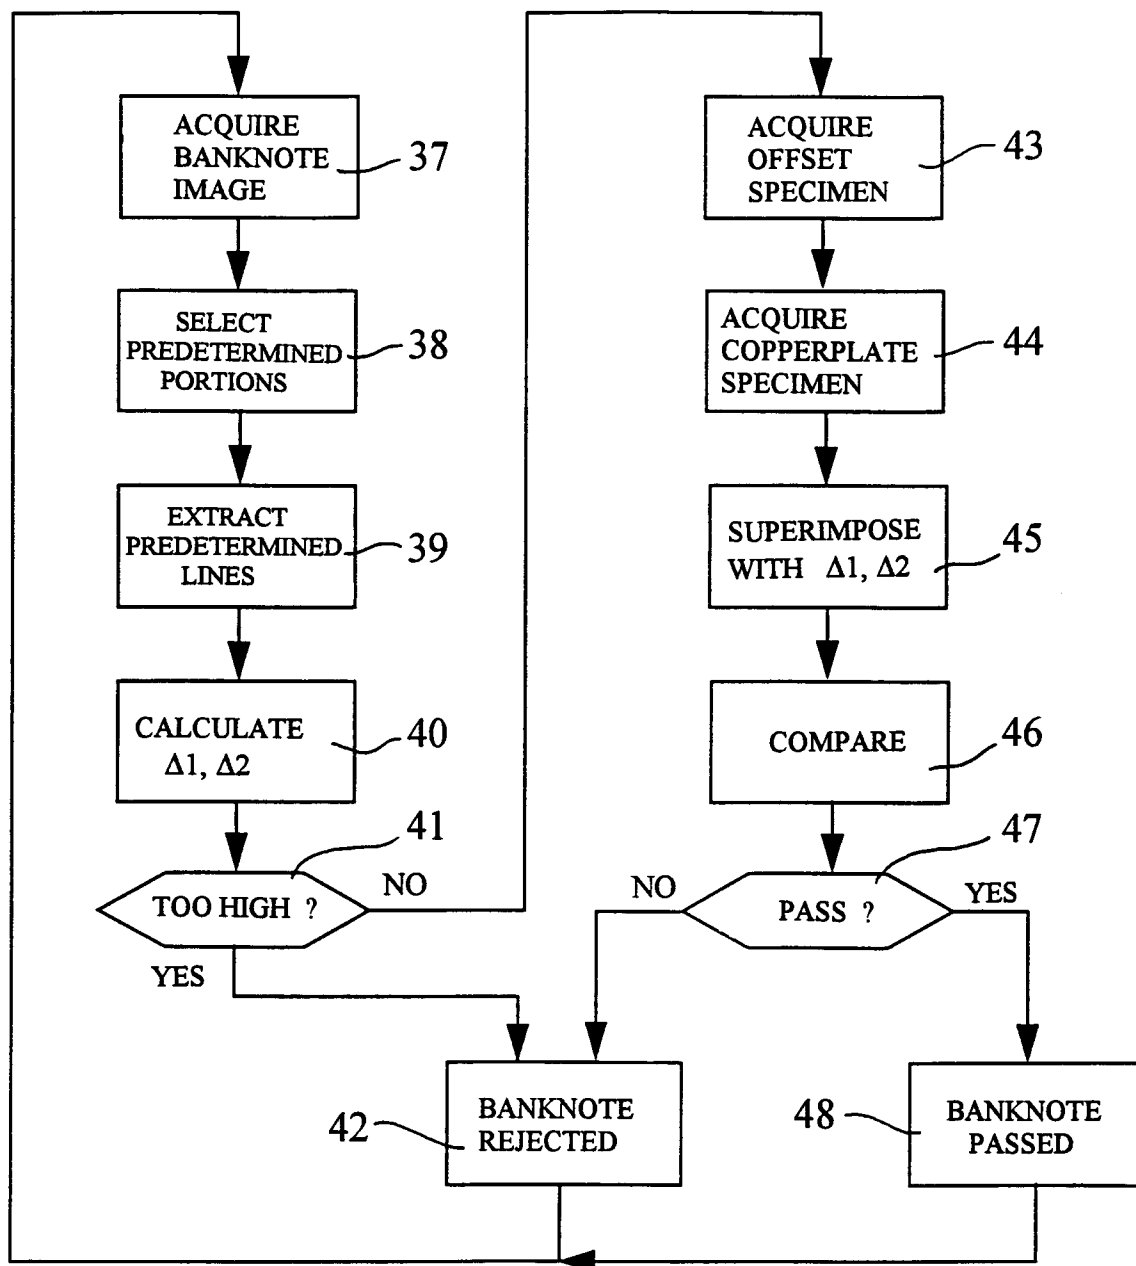 ACQUIRE
BANKNOTE
IMAGE
37
SELECT
PREDETERMINED
PORTIONS
38
EXTRACT
PREDETERMINED
LINES
39
CALCULATE
Δ1, Δ2
40
41
TOO HIGH ?
NO
YES
ACQUIRE
OFFSET
SPECIMEN
43
ACQUIRE
COPPERPLATE
SPECIMEN
44
SUPERIMPOSE
WITH Δ1, Δ2
45
COMPARE
46
47
NO
PASS ?
YES
42
BANKNOTE
REJECTED
48
BANKNOTE
PASSED